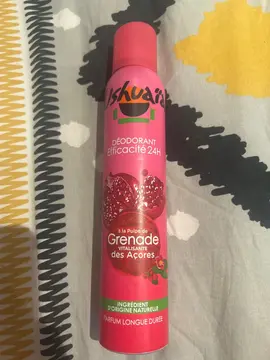 Ushuaïa
DÉODORANT
Efficacité 24H
à la Pulpe de
Grenade
VITALISANTE
des Açores
INGRÉDIENT
D'ORIGINE NATURELLE
PARFUM LONGUE DURÉE